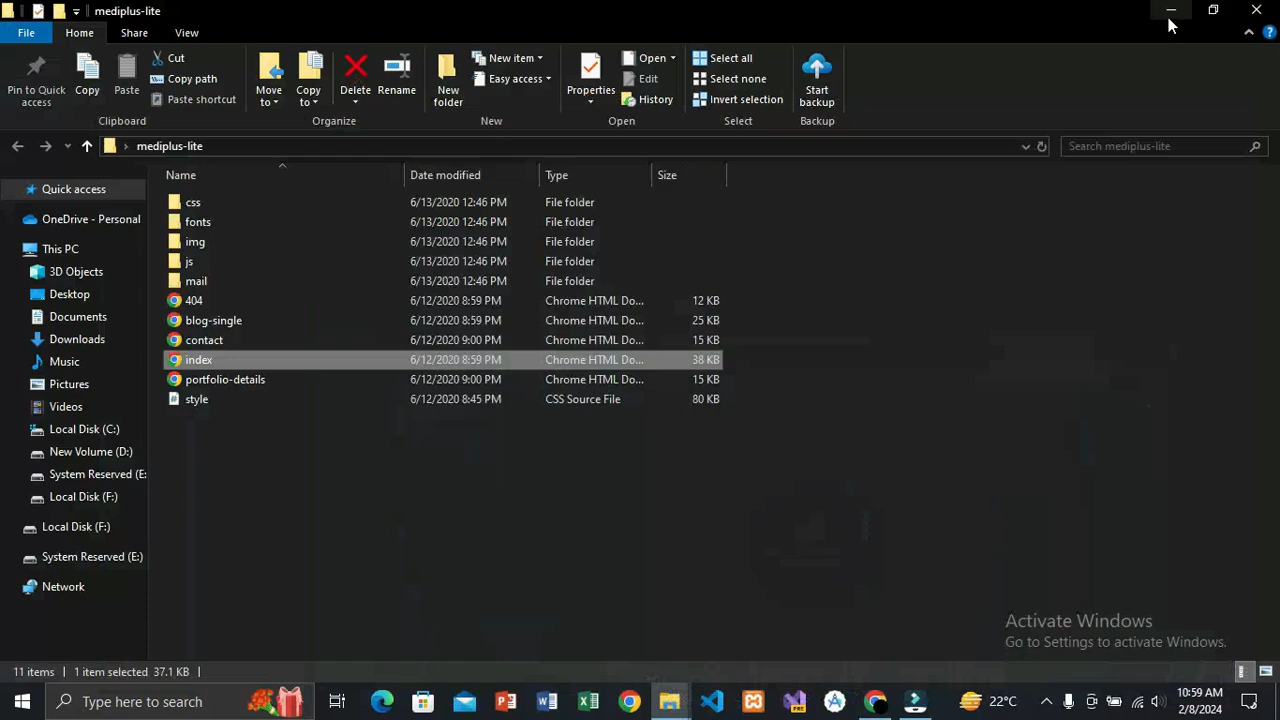 mediplus-lite
File Home Share View
Pin to Quick access
Copy
Paste
Cut
Copy path
Paste shortcut
Clipboard
Move to
Copy to
Delete
Rename
Organize
New folder
New item
Easy access
New
Properties
Open
Edit
History
Open
Select all
Select none
Invert selection
Select
Start backup
Backup
mediplus-lite
Search mediplus-lite
Name Date modified Type Size
Quick access
OneDrive - Personal
This PC
3D Objects
Desktop
Documents
Downloads
Music
Pictures
Videos
Local Disk (C:)
New Volume (D:)
System Reserved (E:
Local Disk (F:)
Local Disk (F:)
System Reserved (E:)
Network
css 6/13/2020 12:46 PM File folder
fonts 6/13/2020 12:46 PM File folder
img 6/13/2020 12:46 PM File folder
js 6/13/2020 12:46 PM File folder
mail 6/13/2020 12:46 PM File folder
404 6/12/2020 8:59 PM Chrome HTML Do... 12 KB
blog-single 6/12/2020 8:59 PM Chrome HTML Do... 25 KB
contact 6/12/2020 9:00 PM Chrome HTML Do... 15 KB
index 6/12/2020 8:59 PM Chrome HTML Do... 38 KB
portfolio-details 6/12/2020 9:00 PM Chrome HTML Do... 15 KB
style 6/12/2020 8:45 PM CSS Source File 80 KB
Activate Windows
Go to Settings to activate Windows.
11 items 1 item selected 37.1 KB
Type here to search
22°C
10:59 AM
2/8/2024